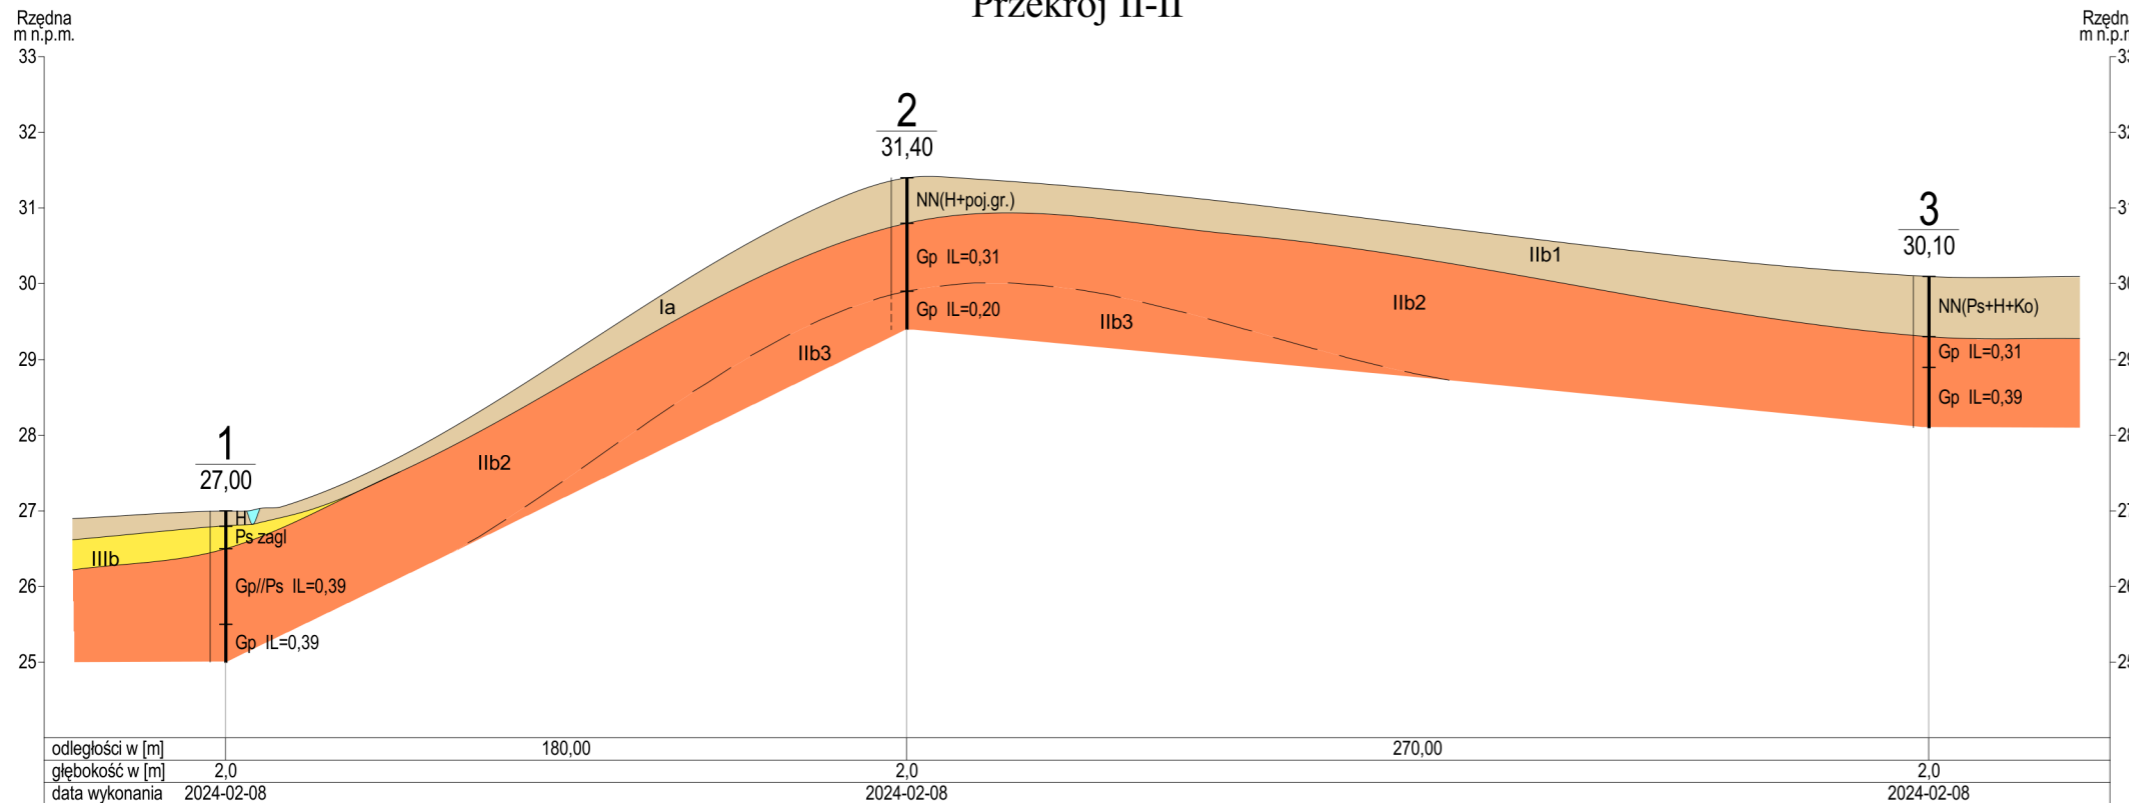 Przekrój II-II
Rzędna
m n.p.m.
Rzędna
m n.p.m
33
33
32
32
31
31
30
30
29
29
28
28
27
27
26
26
25
25
2
31,40
NN(H+poj.gr.)
Gp IL=0,31
Gp IL=0,20
3
30,10
NN(Ps+H+Ko)
Gp IL=0,31
Gp IL=0,39
1
27,00
H
Ps zagl
Gp//Ps IL=0,39
Gp IL=0,39
Ia
IIb1
IIb2
IIb3
IIb3
IIb2
IIIb
odległości w [m] 180,00 270,00
głębokość w [m] 2,0 2,0 2,0
data wykonania 2024-02-08 2024-02-08 2024-02-08